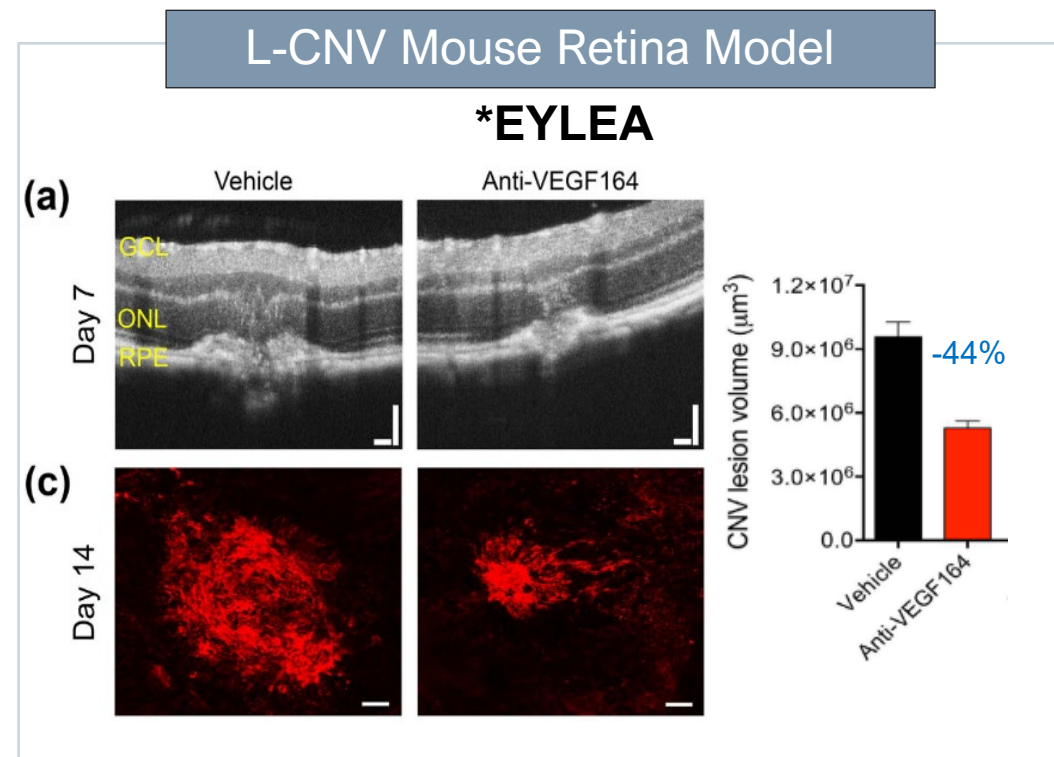 L-CNV Mouse Retina Model
*EYLEA
(a)
Vehicle
Anti-VEGF164
Day 7
GCL
ONL
RPE
(c)
Day 14
CNV lesion volume (μm³)
1.2×10⁷
9.0×10⁶
6.0×10⁶
3.0×10⁶
0.0
-44%
Vehicle
Anti-VEGF164